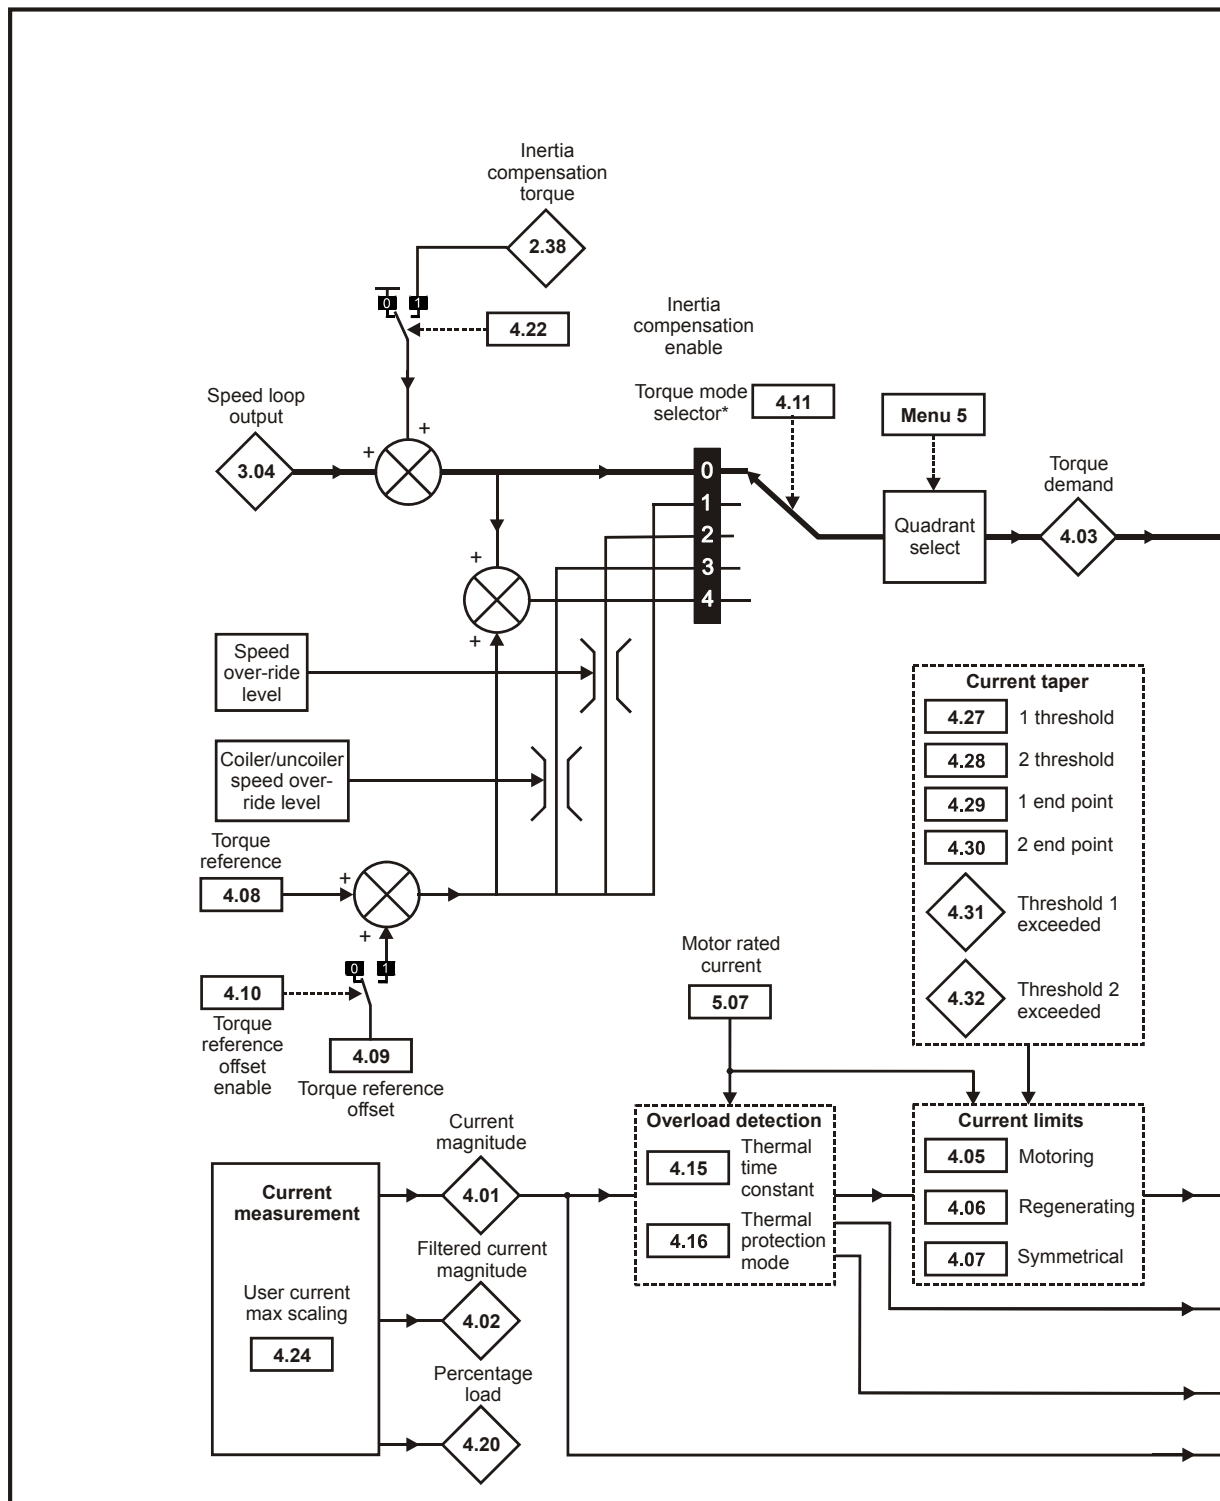 Inertia
compensation
torque
2.38
0 1
4.22
Inertia
compensation
enable
Speed loop
output
3.04
+
+
Torque mode
selector*
4.11
Menu 5
0
1
2
3
4
Quadrant
select
Torque
demand
4.03
+
+
Speed
over-ride
level
Coiler/uncoiler
speed over-
ride level
Torque
reference
4.08
+
+
0 1
4.10
Torque
reference
offset
enable
4.09
Torque reference
offset
Current taper
4.27 1 threshold
4.28 2 threshold
4.29 1 end point
4.30 2 end point
4.31
Threshold 1
exceeded
4.32
Threshold 2
exceeded
Motor rated
current
5.07
Current
measurement
User current
max scaling
4.24
Current
magnitude
4.01
Filtered current
magnitude
4.02
Percentage
load
4.20
Overload detection
4.15
Thermal
time
constant
4.16
Thermal
protection
mode
Current limits
4.05 Motoring
4.06 Regenerating
4.07 Symmetrical